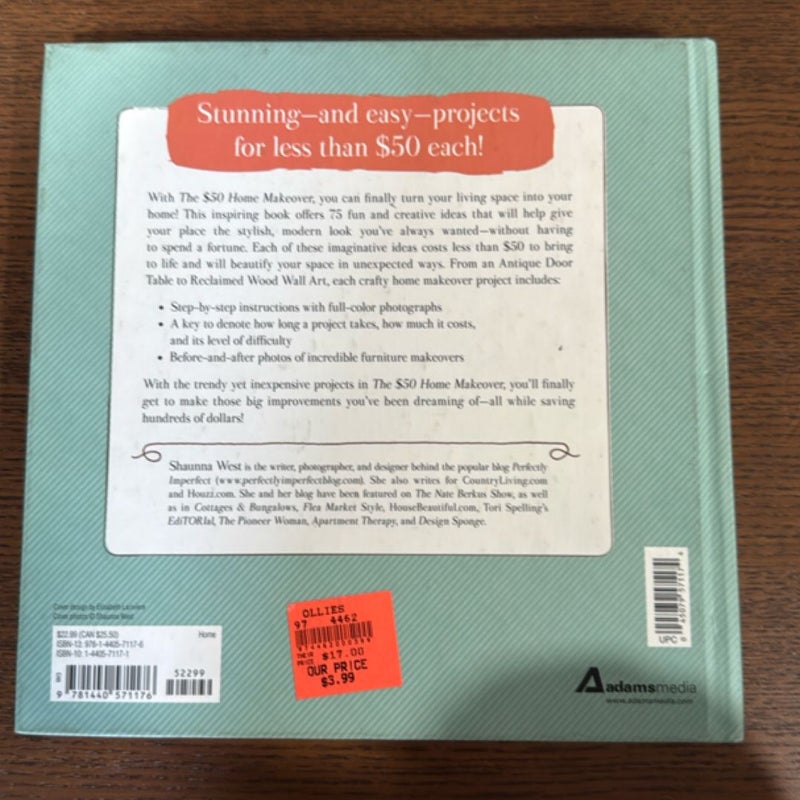 Stunning—and easy—projects
for less than $50 each!
With The $50 Home Makeover, you can finally turn your living space into your
home! This inspiring book offers 75 fun and creative ideas that will help give
your place the stylish, modern look you've always wanted—without having
to spend a fortune. Each of these imaginative ideas costs less than $50 to bring
to life and will beautify your space in unexpected ways. From an Antique Door
Table to Reclaimed Wood Wall Art, each crafty home makeover project includes:
• Step-by-step instructions with full-color photographs
• A key to denote how long a project takes, how much it costs,
and its level of difficulty
• Before-and-after photos of incredible furniture makeovers
With the trendy yet inexpensive projects in The $50 Home Makeover, you'll finally
get to make those big improvements you've been dreaming of—all while saving
hundreds of dollars!
Shaunna West is the writer, photographer, and designer behind the popular blog Perfectly
Imperfect (www.perfectlyimperfectblog.com). She also writes for CountryLiving.com
and Houzz.com. She and her blog have been featured on The Nate Berkus Show, as well
as in Cottages & Bungalows, Flea Market Style, HouseBeautiful.com, Tori Spelling's
EdiTORIal, The Pioneer Woman, Apartment Therapy, and Design Sponge.
Cover design by Elisabeth Lariviere
Cover photos © Shaunna West
$22.99 (CAN $25.50) Home
ISBN-13: 978-1-4405-7117-6
ISBN-10: 1-4405-7117-1
52299
9 781440 571176
OLLIES
97 4462
THEIR PRICE $17.00
OUR PRICE
$3.99
UPC
adamsmedia
www.adamsmedia.com